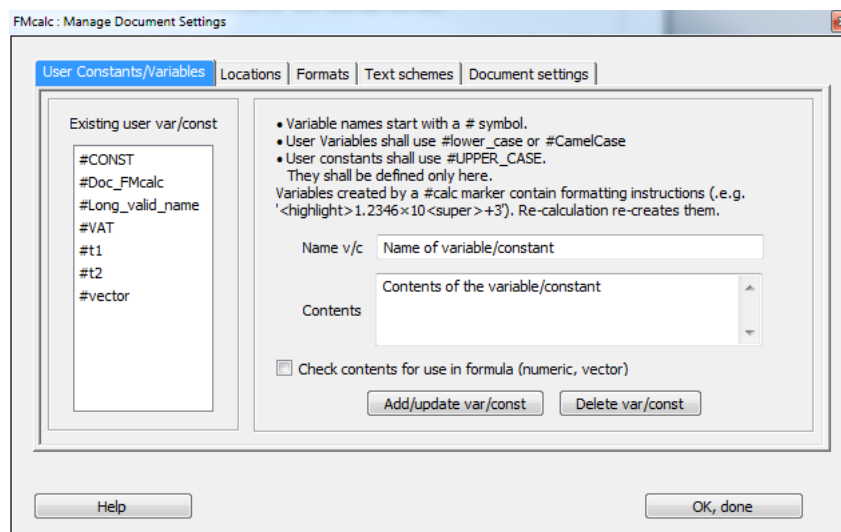 FMcalc : Manage Document Settings
User Constants/Variables Locations Formats Text schemes Document settings
Existing user var/const
#CONST
#Doc_FMcalc
#Long_valid_name
#VAT
#t1
#t2
#vector
• Variable names start with a # symbol.
• User Variables shall use #lower_case or #CamelCase
• User constants shall use #UPPER_CASE.
They shall be defined only here.
Variables created by a #calc marker contain formatting instructions (.e.g.
'<highlight>1.2346×10<super>+3'). Re-calculation re-creates them.
Name v/c Name of variable/constant
Contents Contents of the variable/constant
Check contents for use in formula (numeric, vector)
Add/update var/const Delete var/const
Help OK, done